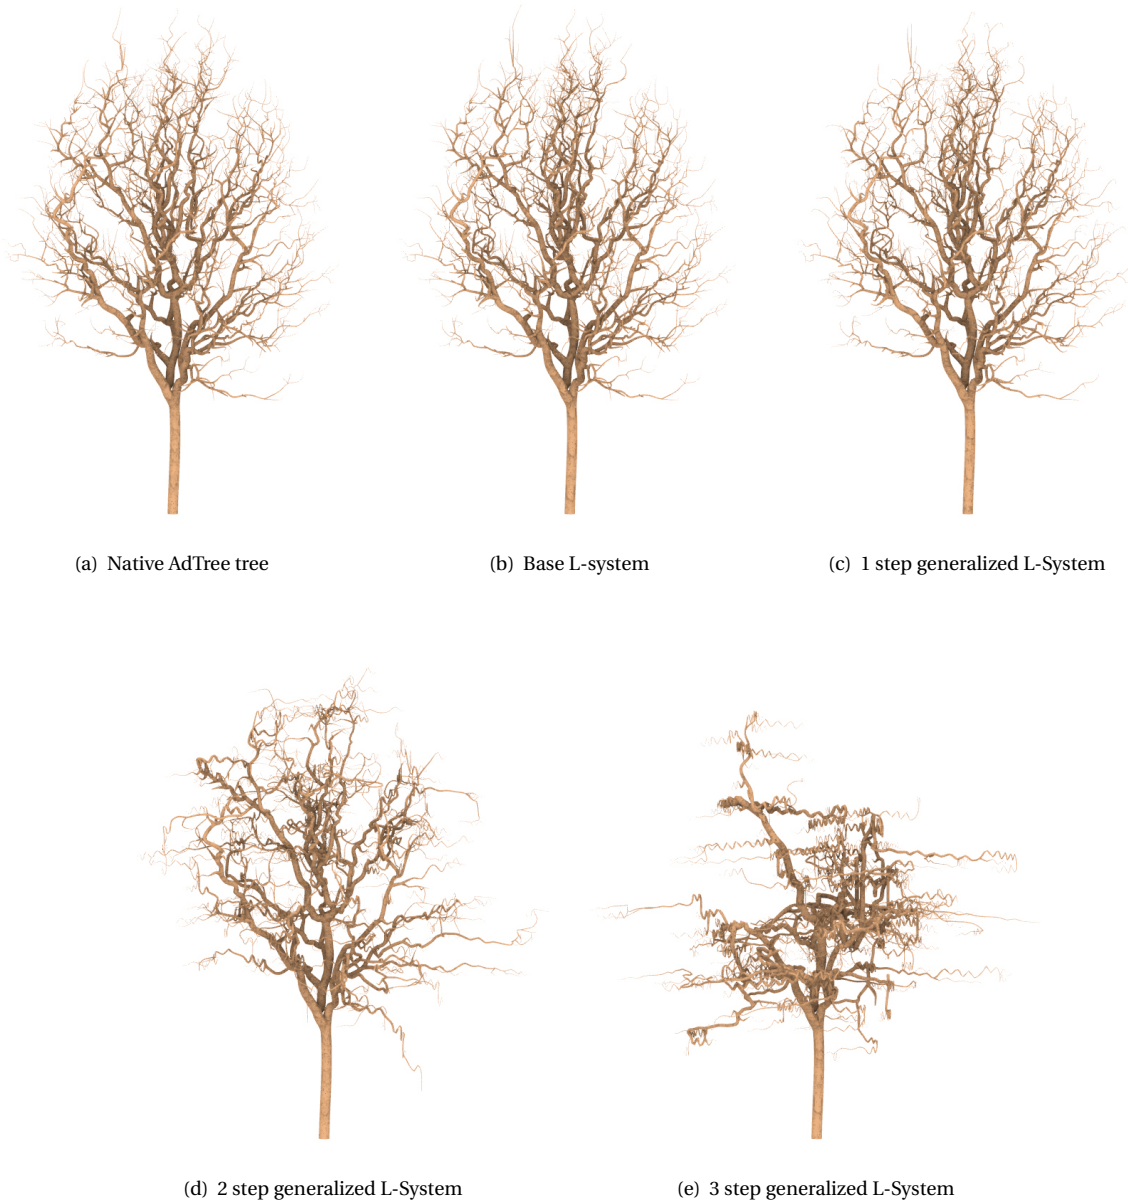 (a) Native AdTree tree
(b) Base L-system
(c) 1 step generalized L-System
(d) 2 step generalized L-System
(e) 3 step generalized L-System